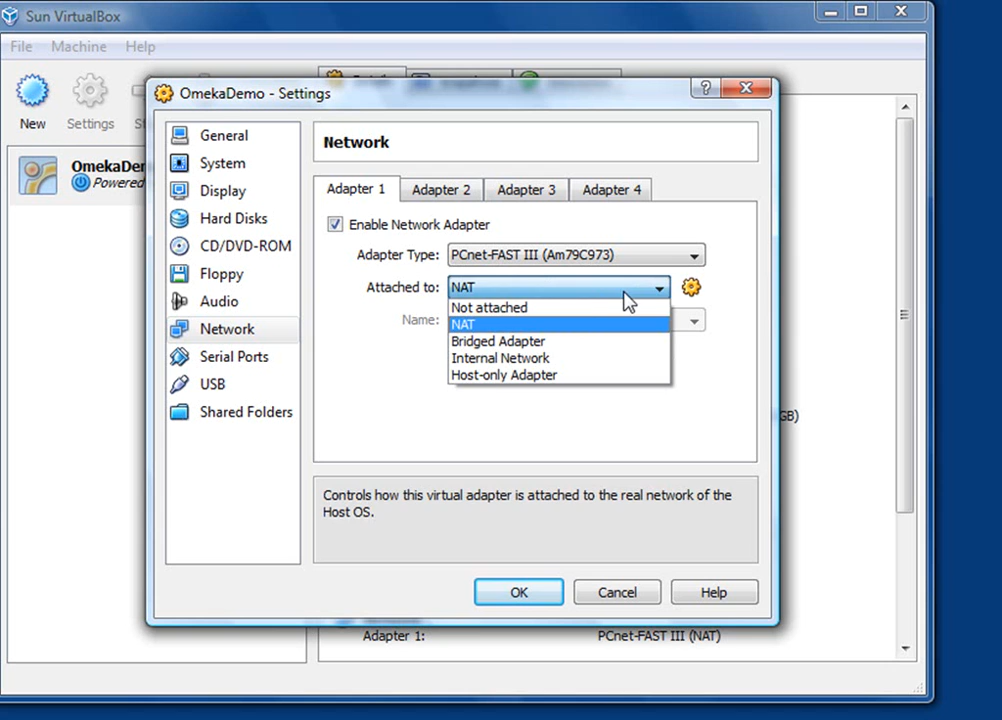 Sun VirtualBox
File Machine Help
New Settings
OmekaDemo - Settings
OmekaDe
Powered
General
System
Display
Hard Disks
CD/DVD-ROM
Floppy
Audio
Network
Serial Ports
USB
Shared Folders
Network
Adapter 1 Adapter 2 Adapter 3 Adapter 4
Enable Network Adapter
Adapter Type: PCnet-FAST III (Am79C973)
Attached to: NAT
Not attached
Name: NAT
Bridged Adapter
Internal Network
Host-only Adapter
GB)
Controls how this virtual adapter is attached to the real network of the
Host OS.
OK Cancel Help
Adapter 1: PCnet-FAST III (NAT)